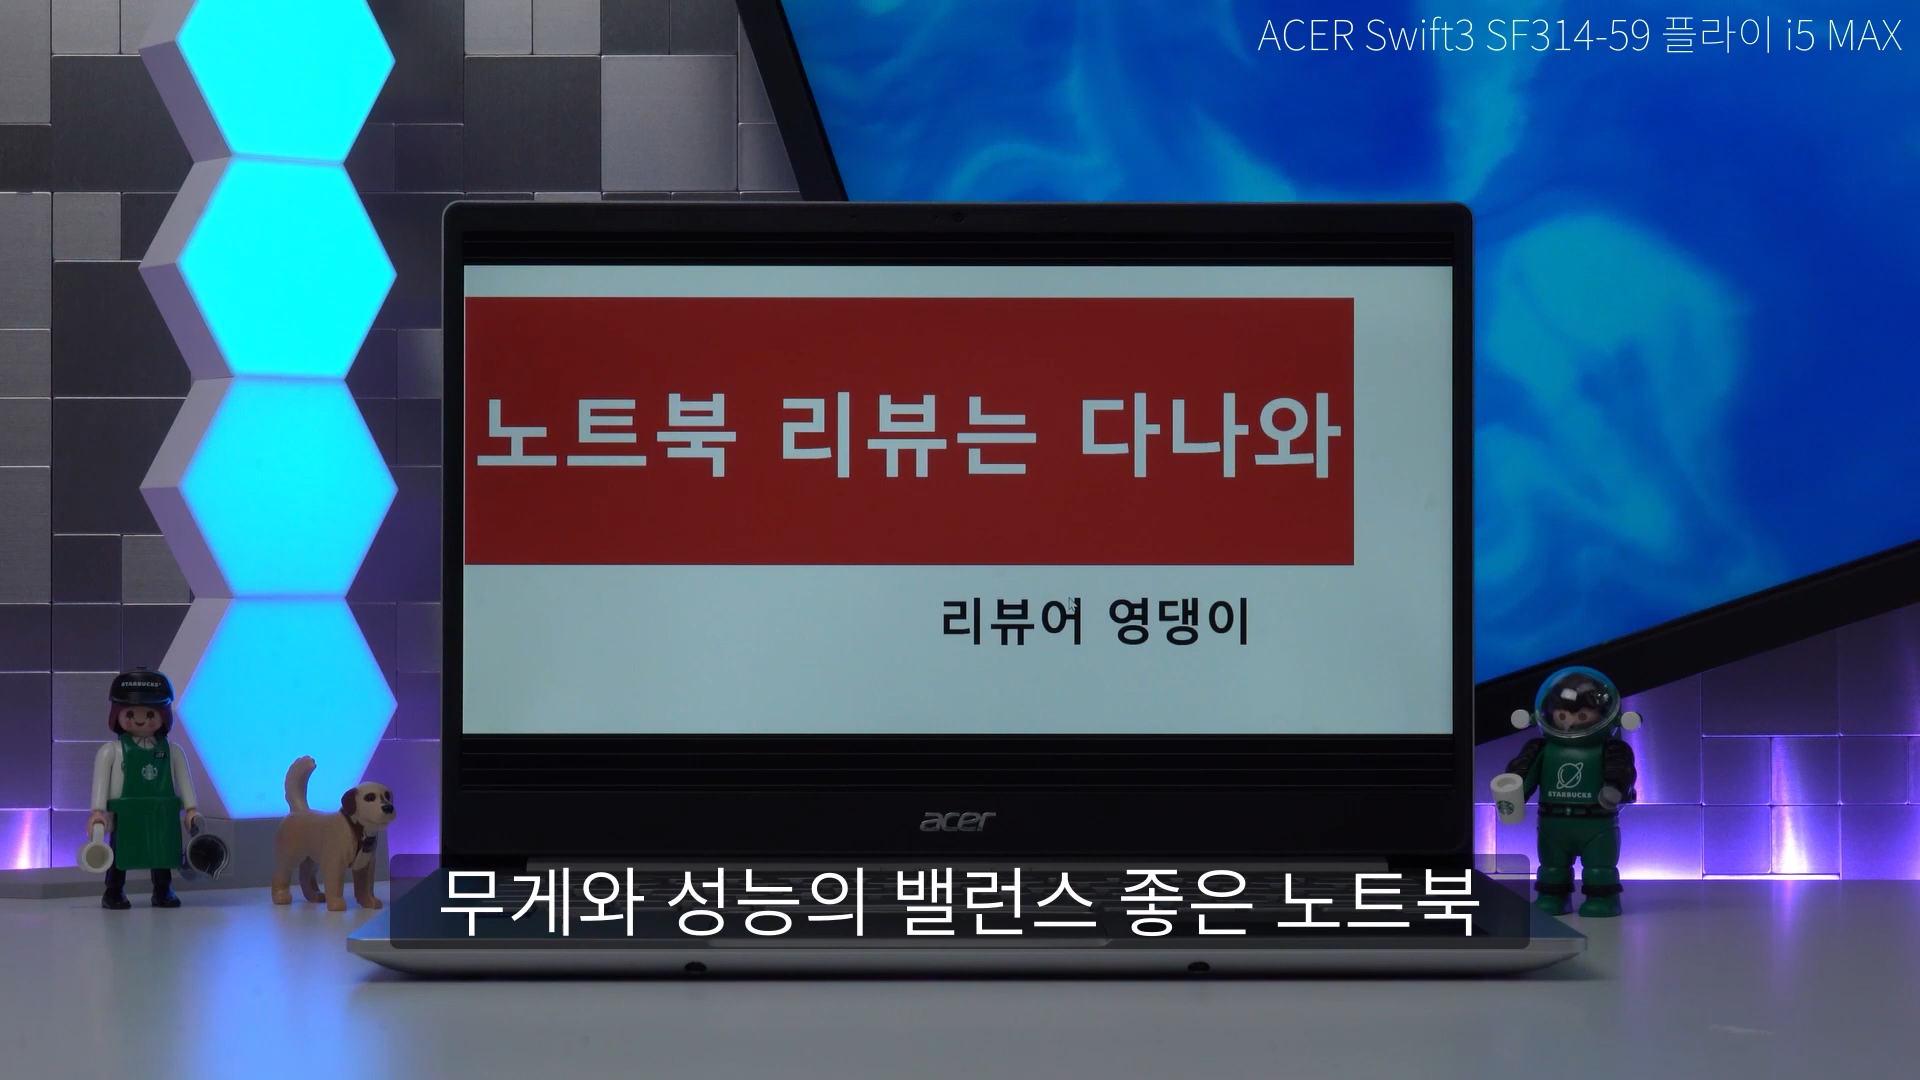 ACER Swift3 SF314-59 플라이 i5 MAX
노트북 리뷰는 다나와
리뷰어 영댕이
acer
STARBUCKS
STARBUCKS
무게와 성능의 밸런스 좋은 노트북